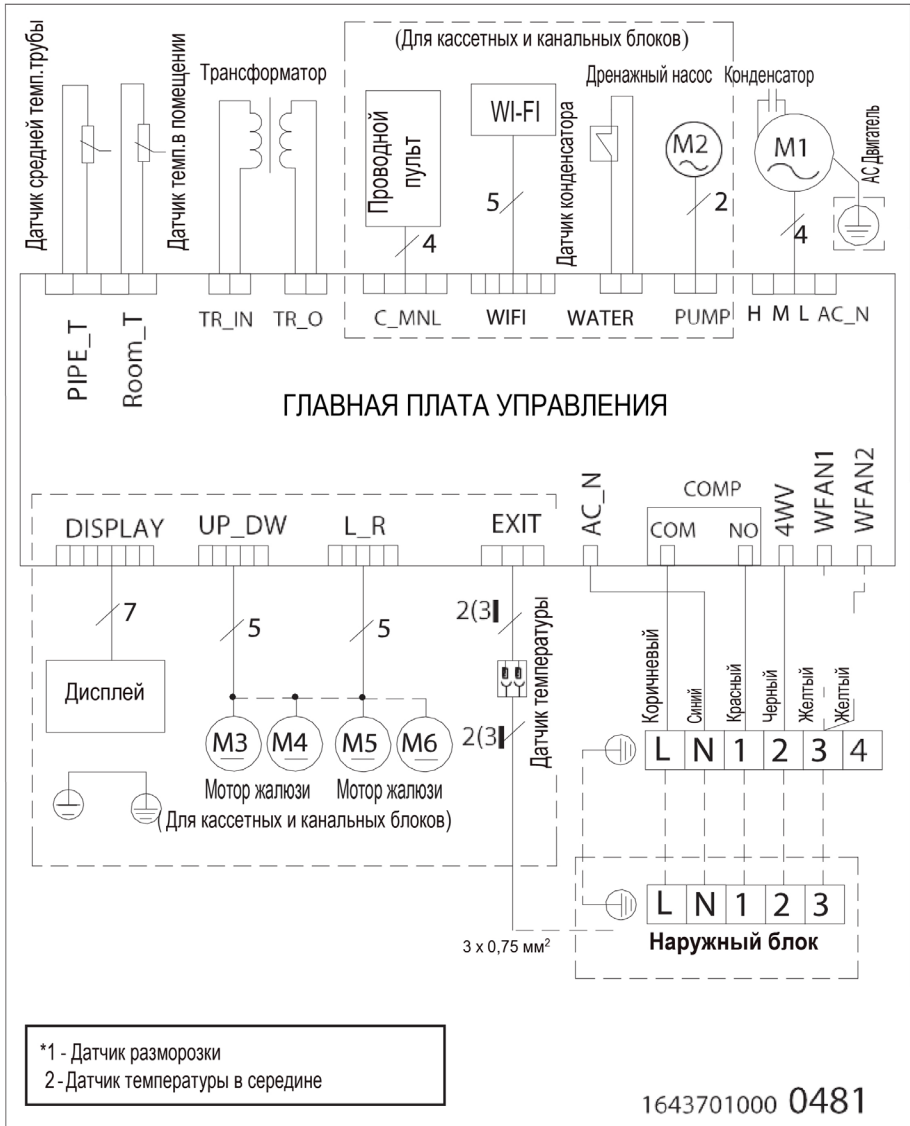 (Для кассетных и канальных блоков)
Датчик средней темп.трубы
Датчик темп.в помещении
Трансформатор
Проводной
пульт
4
WI-FI
5
Датчик конденсатора
Дренажный насос
M2
2
Конденсатор
M1
4
АС Двигатель
PIPE_T
Room_T
TR_IN
TR_O
C_MNL
WIFI
WATER
PUMP
H M L AC_N
ГЛАВНАЯ ПЛАТА УПРАВЛЕНИЯ
DISPLAY
UP_DW
L_R
EXIT
AC_N
COMP
COM
NO
4WV
WFAN1
WFAN2
7
5
5
2(3
Датчик температуры
2(3
Дисплей
M3
M4
M5
M6
Мотор жалюзи
Мотор жалюзи
(Для кассетных и канальных блоков)
Коричневый
Синий
Красный
Черный
Желтый
Желтый
L N 1 2 3 4
L N 1 2 3
Наружный блок
3 х 0,75 мм²
*1 - Датчик разморозки
2 - Датчик температуры в середине
1643701000 0481